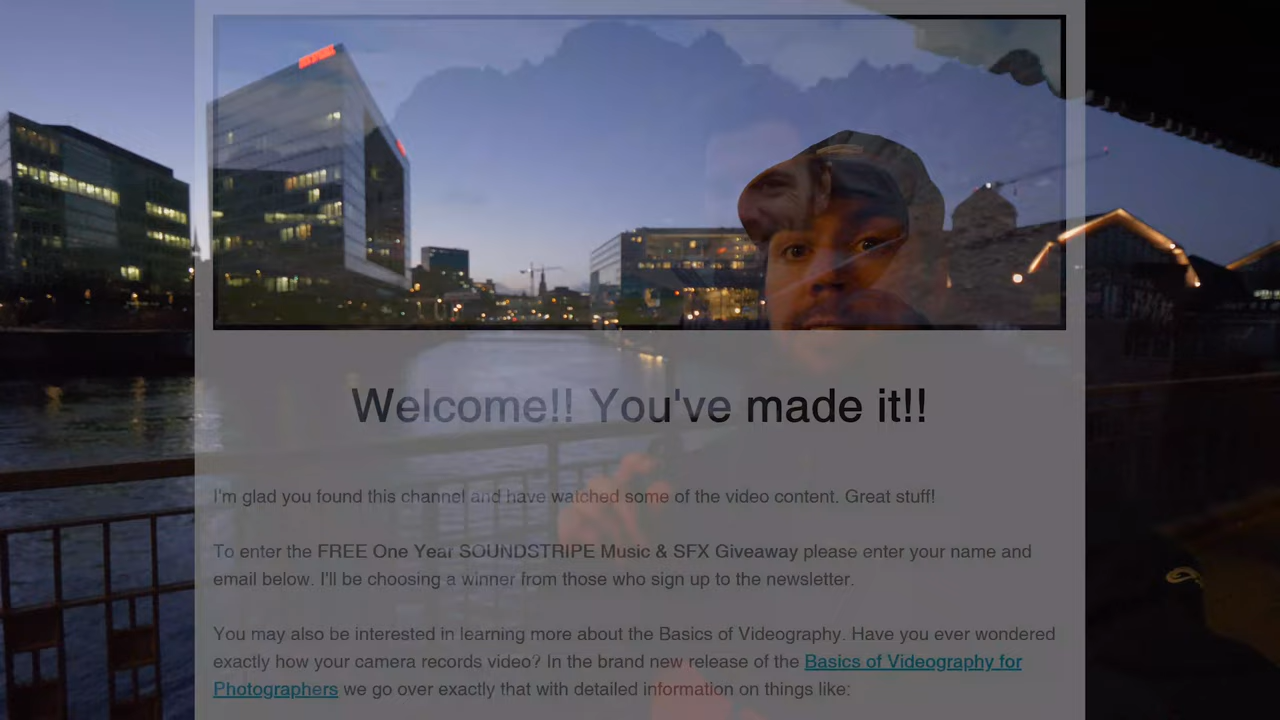 Welcome!! You've made it!!
I'm glad you found this channel and have watched some of the video content. Great stuff!
To enter the FREE One Year SOUNDSTRIPE Music & SFX Giveaway please enter your name and
email below. I'll be choosing a winner from those who sign up to the newsletter.
You may also be interested in learning more about the Basics of Videography. Have you ever wondered
exactly how your camera records video? In the brand new release of the Basics of Videography for
Photographers we go over exactly that with detailed information on things like: